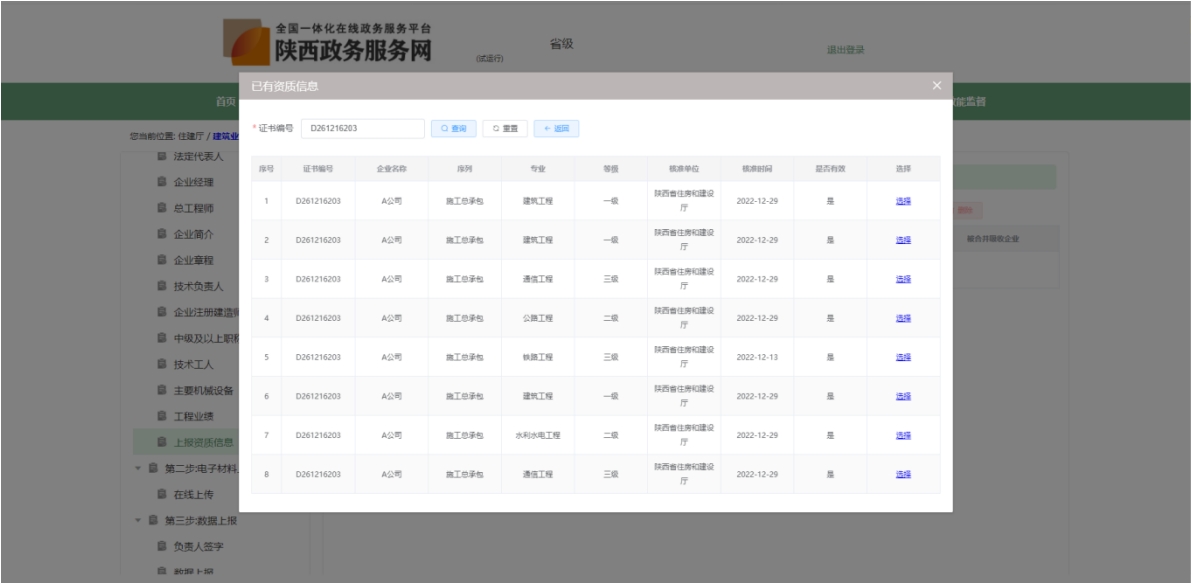 全国一体化在线政务服务平台
陕西政务服务网
(试运行)
省级
退出登录
首页
效能监督
您当前位置: 住建厅 / 建筑业
法定代表人
企业经理
总工程师
企业简介
企业章程
技术负责人
企业注册建造师
中级及以上职称
技术工人
主要机械设备
工程业绩
上报资质信息
第二步:电子材料
在线上传
第三步:数据上报
负责人签字
数据上报
被合并吸收企业
已有资质信息
* 证书编号 D261216203 查询 重置 返回
序号 证书编号 企业名称 序列 专业 等级 核准单位 核准时间 是否有效 选择
1 D261216203 A公司 施工总承包 建筑工程 一级 陕西省住房和建设厅 2022-12-29 是 选择
2 D261216203 A公司 施工总承包 建筑工程 一级 陕西省住房和建设厅 2022-12-29 是 选择
3 D261216203 A公司 施工总承包 通信工程 三级 陕西省住房和建设厅 2022-12-29 是 选择
4 D261216203 A公司 施工总承包 公路工程 二级 陕西省住房和建设厅 2022-12-29 是 选择
5 D261216203 A公司 施工总承包 铁路工程 三级 陕西省住房和建设厅 2022-12-13 是 选择
6 D261216203 A公司 施工总承包 建筑工程 一级 陕西省住房和建设厅 2022-12-29 是 选择
7 D261216203 A公司 施工总承包 水利水电工程 二级 陕西省住房和建设厅 2022-12-29 是 选择
8 D261216203 A公司 施工总承包 通信工程 三级 陕西省住房和建设厅 2022-12-29 是 选择